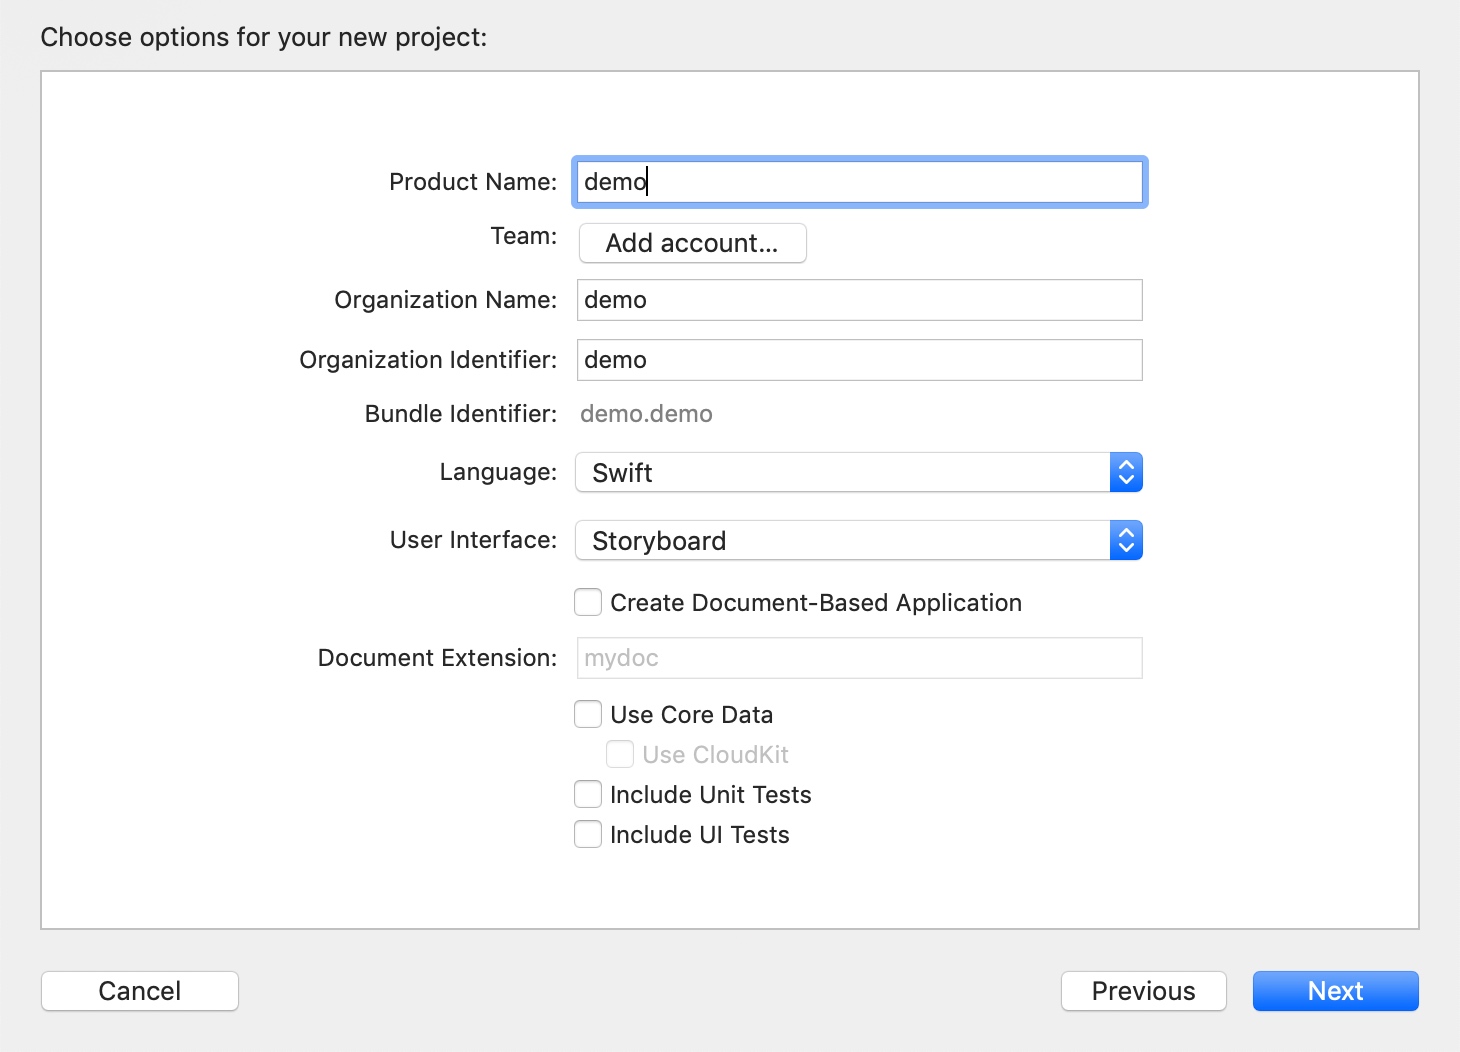 Choose options for your new project:
Product Name: demo
Team: Add account...
Organization Name: demo
Organization Identifier: demo
Bundle Identifier: demo.demo
Language: Swift
User Interface: Storyboard
Create Document-Based Application
Document Extension: mydoc
Use Core Data
Use CloudKit
Include Unit Tests
Include UI Tests
Cancel Previous Next